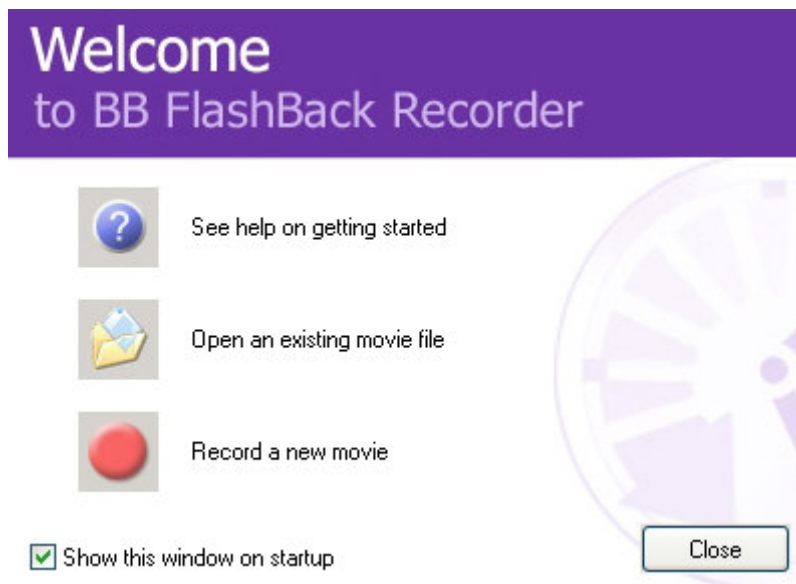 Welcome
to BB FlashBack Recorder
?
See help on getting started
Open an existing movie file
Record a new movie
Show this window on startup
Close